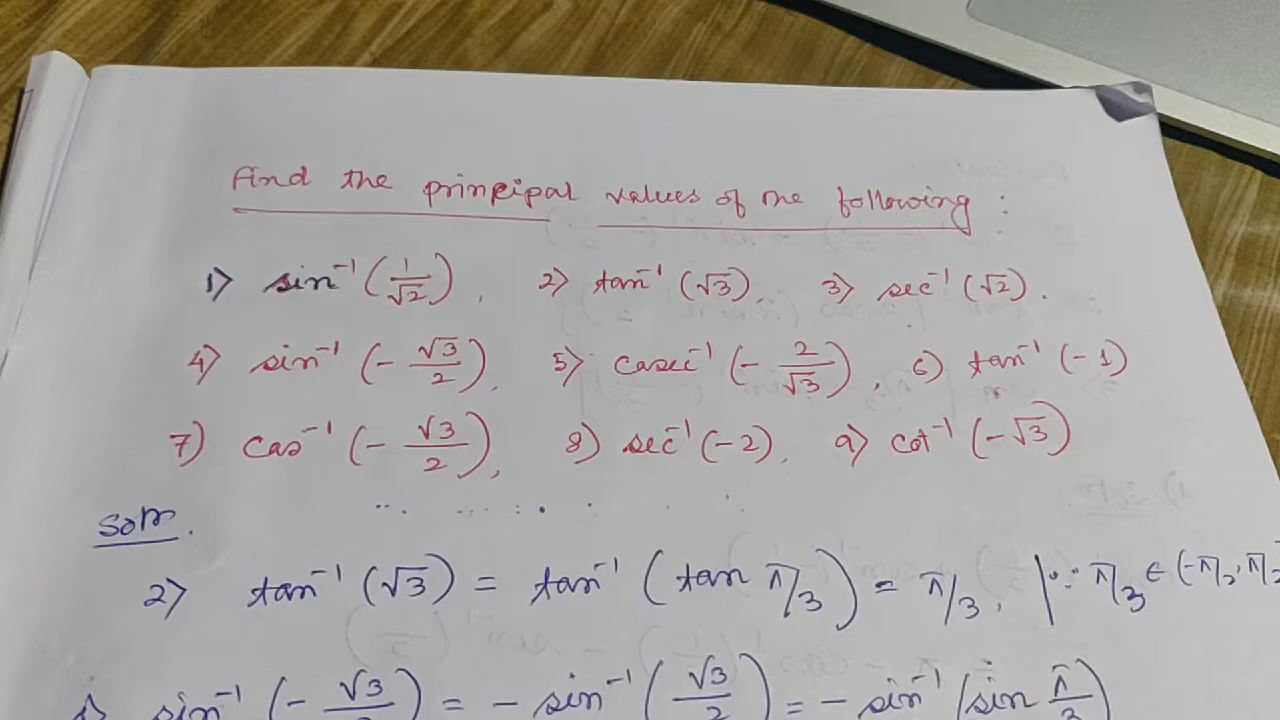 Find the principal values of the following :
1) sin⁻¹(1/√2), 2) tan⁻¹(√3), 3) sec⁻¹(√2).
4) sin⁻¹(-√3/2), 5) cosec⁻¹(-2/√3), 6) tan⁻¹(-1)
7) cos⁻¹(-√3/2), 8) sec⁻¹(-2), 9) cot⁻¹(-√3)
Soln.
2) tan⁻¹(√3) = tan⁻¹(tan π/3) = π/3, | ∵ π/3 ∈ (-π/2, π/2
sin⁻¹(-√3/2) = - sin⁻¹(√3/2) = - sin⁻¹(sin π/3)